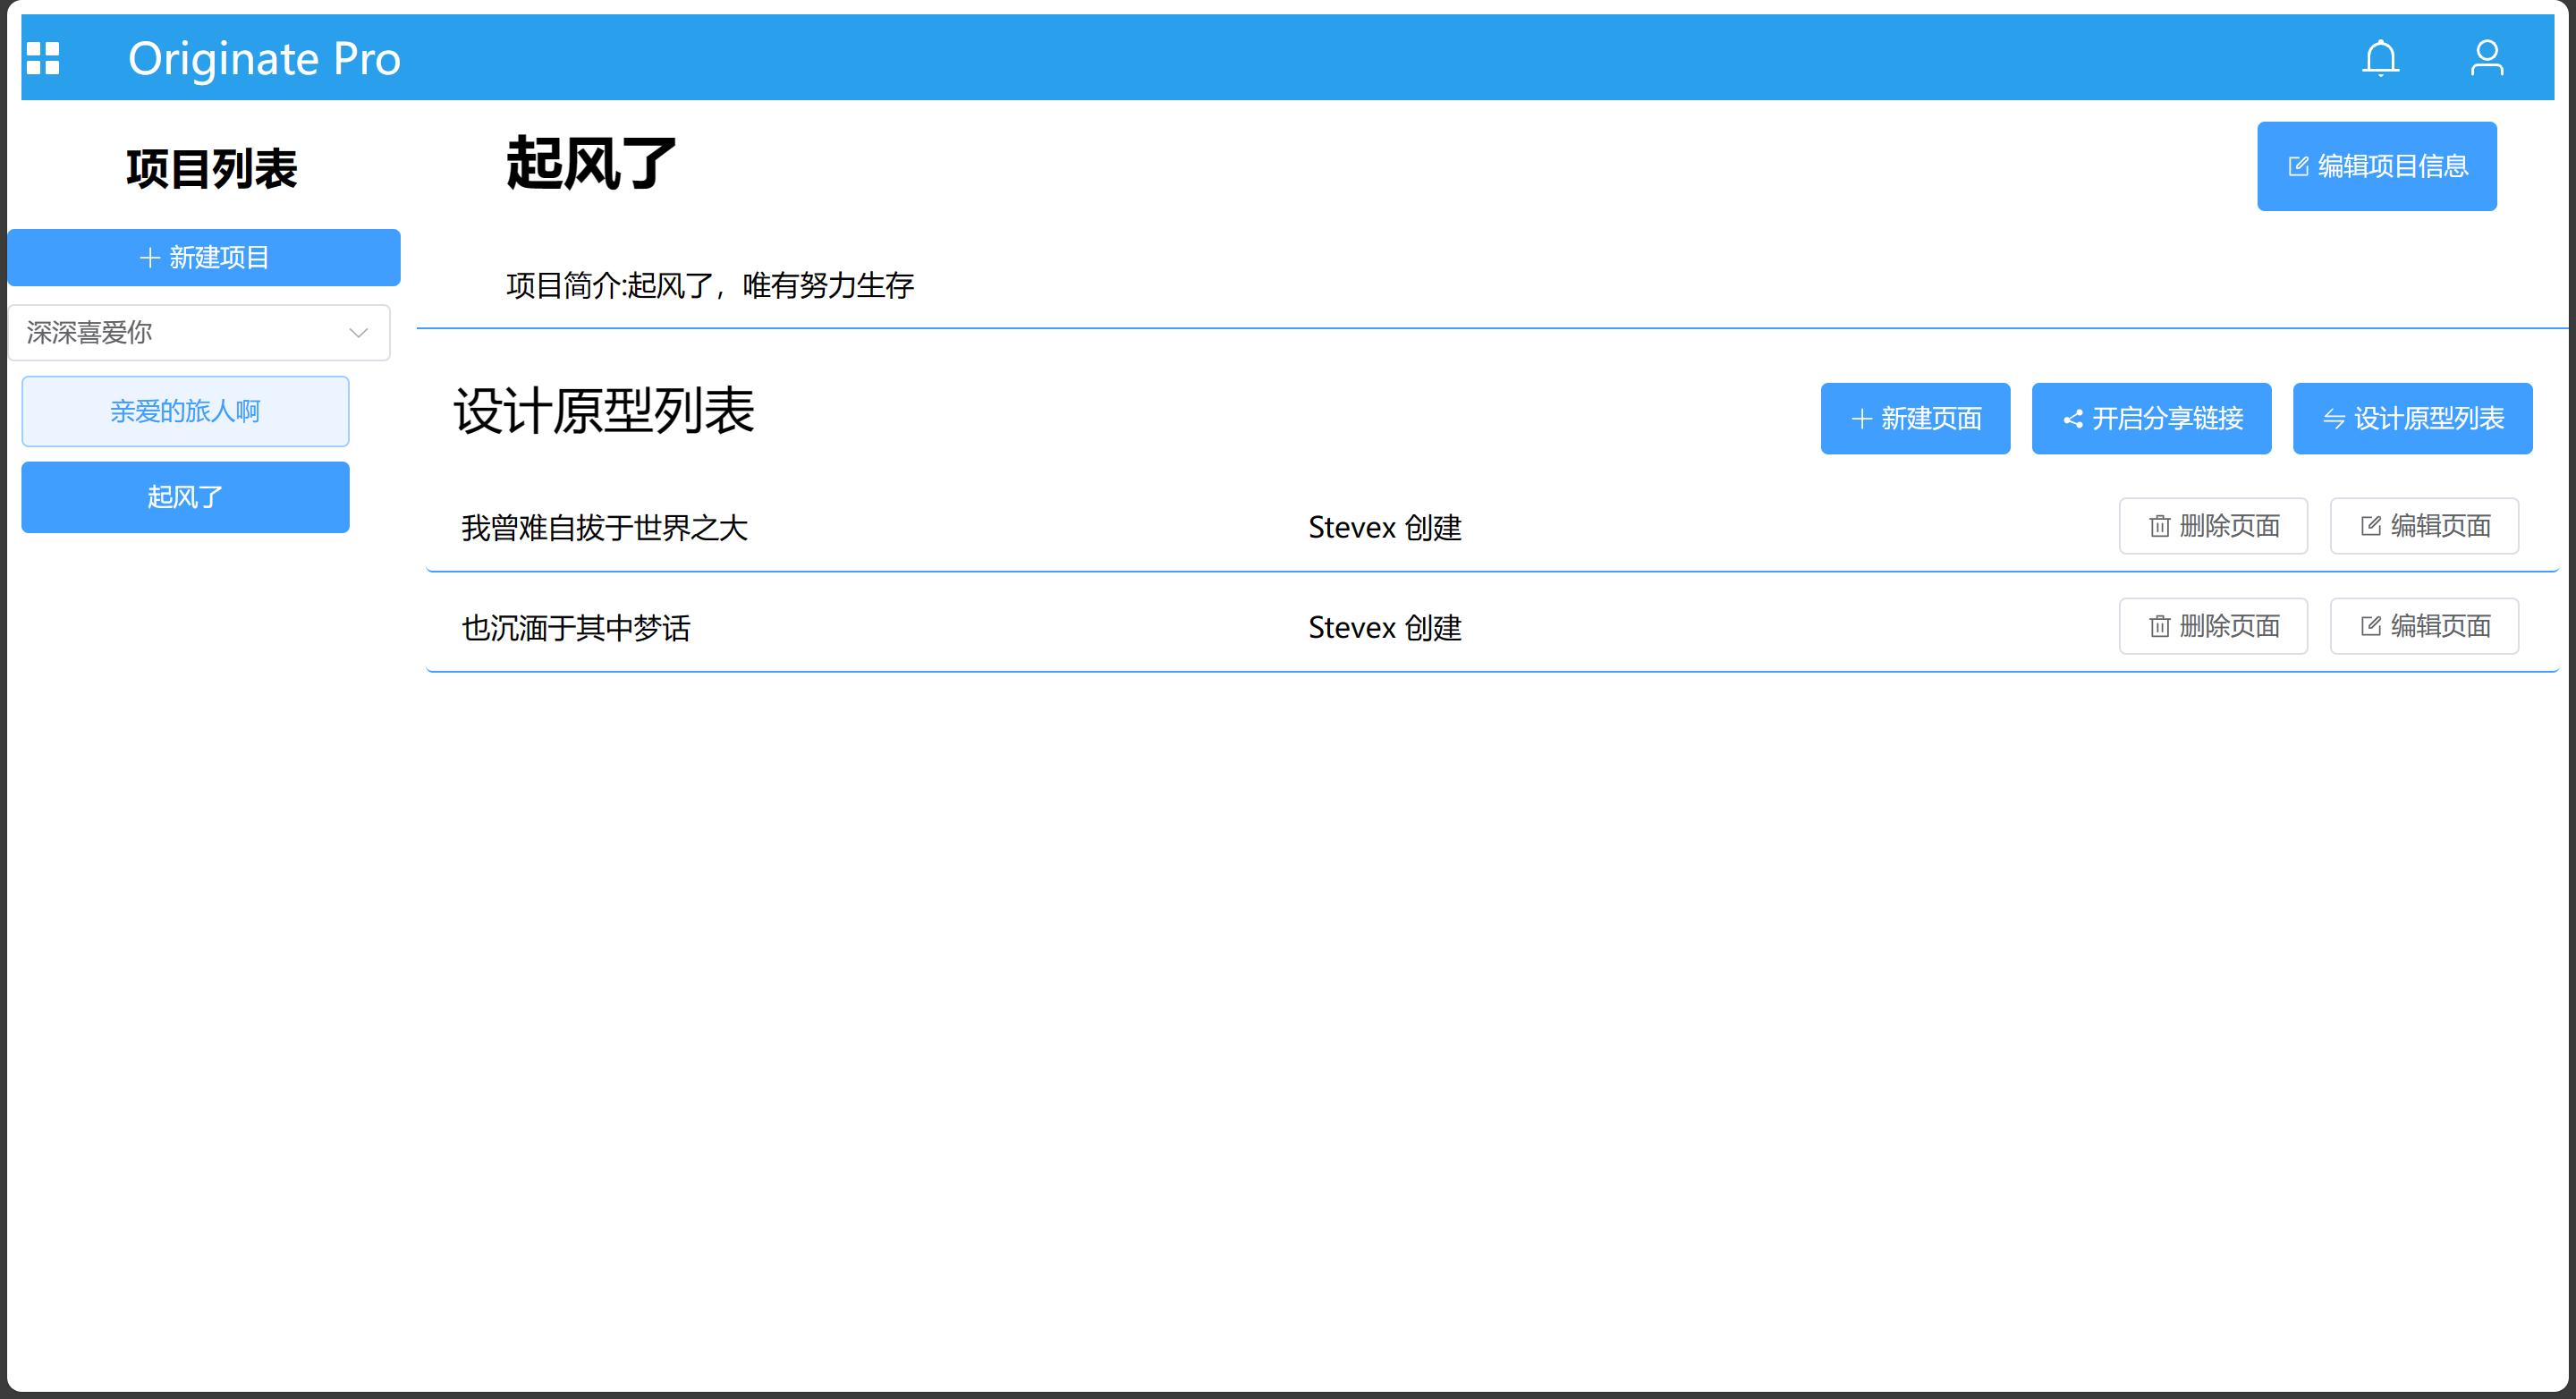 Originate Pro
项目列表
新建项目
深深喜爱你
亲爱的旅人啊
起风了
起风了
编辑项目信息
项目简介:起风了，唯有努力生存
设计原型列表
新建页面 开启分享链接 设计原型列表
我曾难自拔于世界之大 Stevex 创建 删除页面 编辑页面
也沉湎于其中梦话 Stevex 创建 删除页面 编辑页面